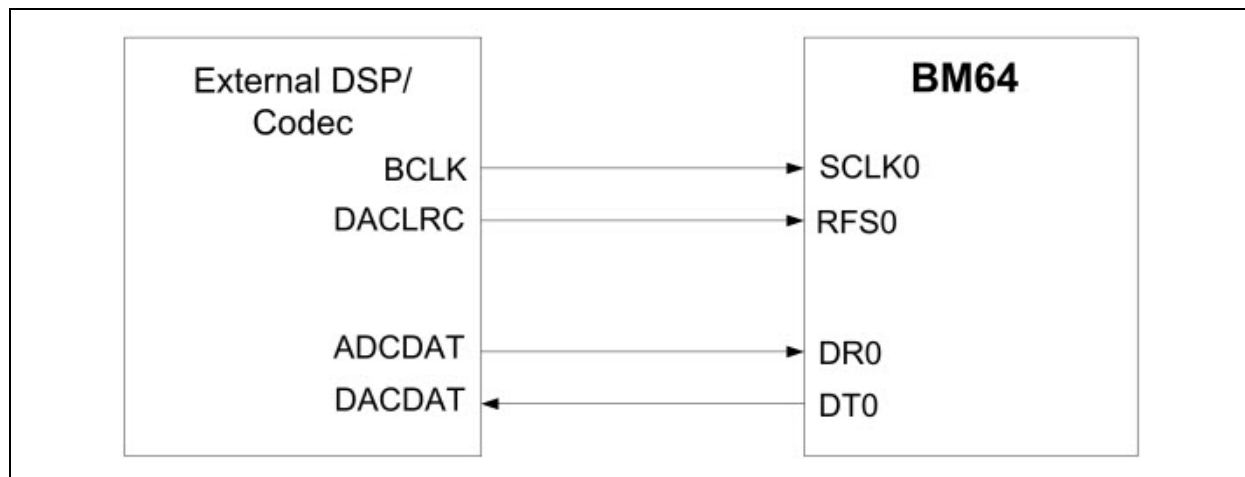 External DSP/
Codec
BM64
BCLK
SCLK0
DACLRC
RFS0
ADCDAT
DR0
DACDAT
DT0